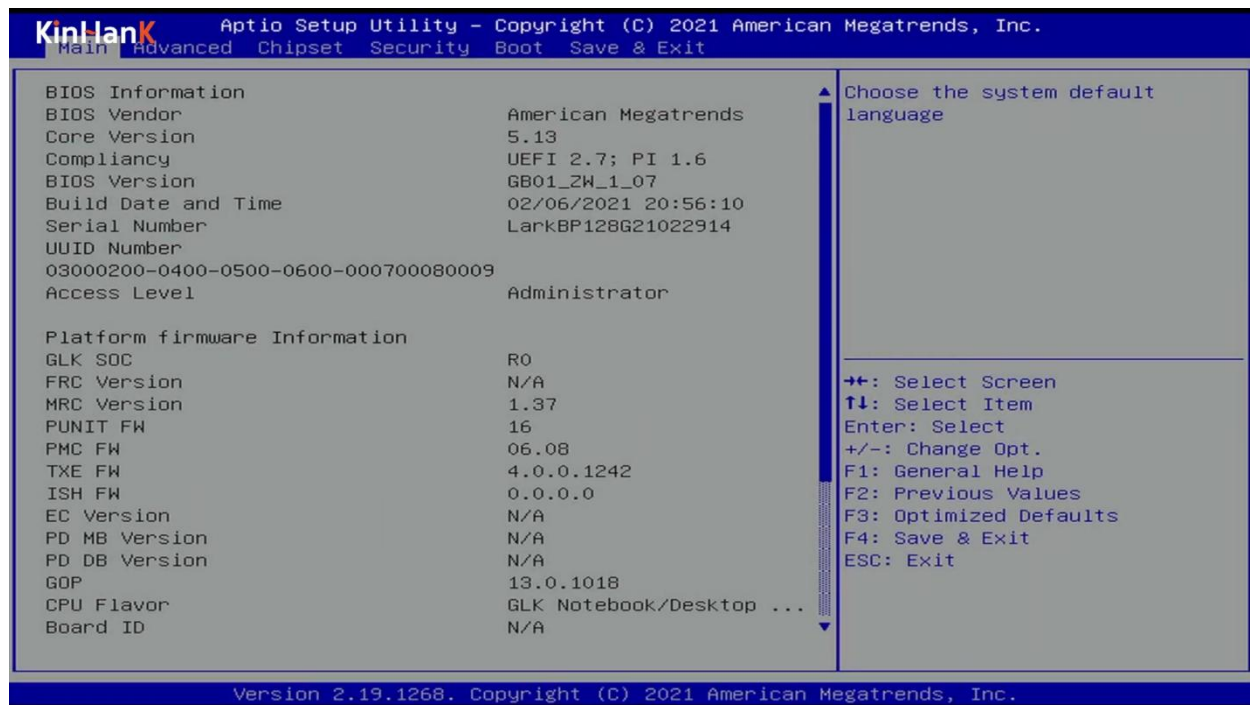 KinHanK
Aptio Setup Utility – Copyright (C) 2021 American Megatrends, Inc.
Main Advanced Chipset Security Boot Save & Exit
BIOS Information
BIOS Vendor American Megatrends
Core Version 5.13
Compliancy UEFI 2.7; PI 1.6
BIOS Version GB01_ZW_1_07
Build Date and Time 02/06/2021 20:56:10
Serial Number LarkBP128G21022914
UUID Number
03000200-0400-0500-0600-000700080009
Access Level Administrator
Platform firmware Information
GLK SOC R0
FRC Version N/A
MRC Version 1.37
PUNIT FW 16
PMC FW 06.08
TXE FW 4.0.0.1242
ISH FW 0.0.0.0
EC Version N/A
PD MB Version N/A
PD DB Version N/A
GOP 13.0.1018
CPU Flavor GLK Notebook/Desktop ...
Board ID N/A
Choose the system default
language
→←: Select Screen
↑↓: Select Item
Enter: Select
+/-: Change Opt.
F1: General Help
F2: Previous Values
F3: Optimized Defaults
F4: Save & Exit
ESC: Exit
Version 2.19.1268. Copyright (C) 2021 American Megatrends, Inc.